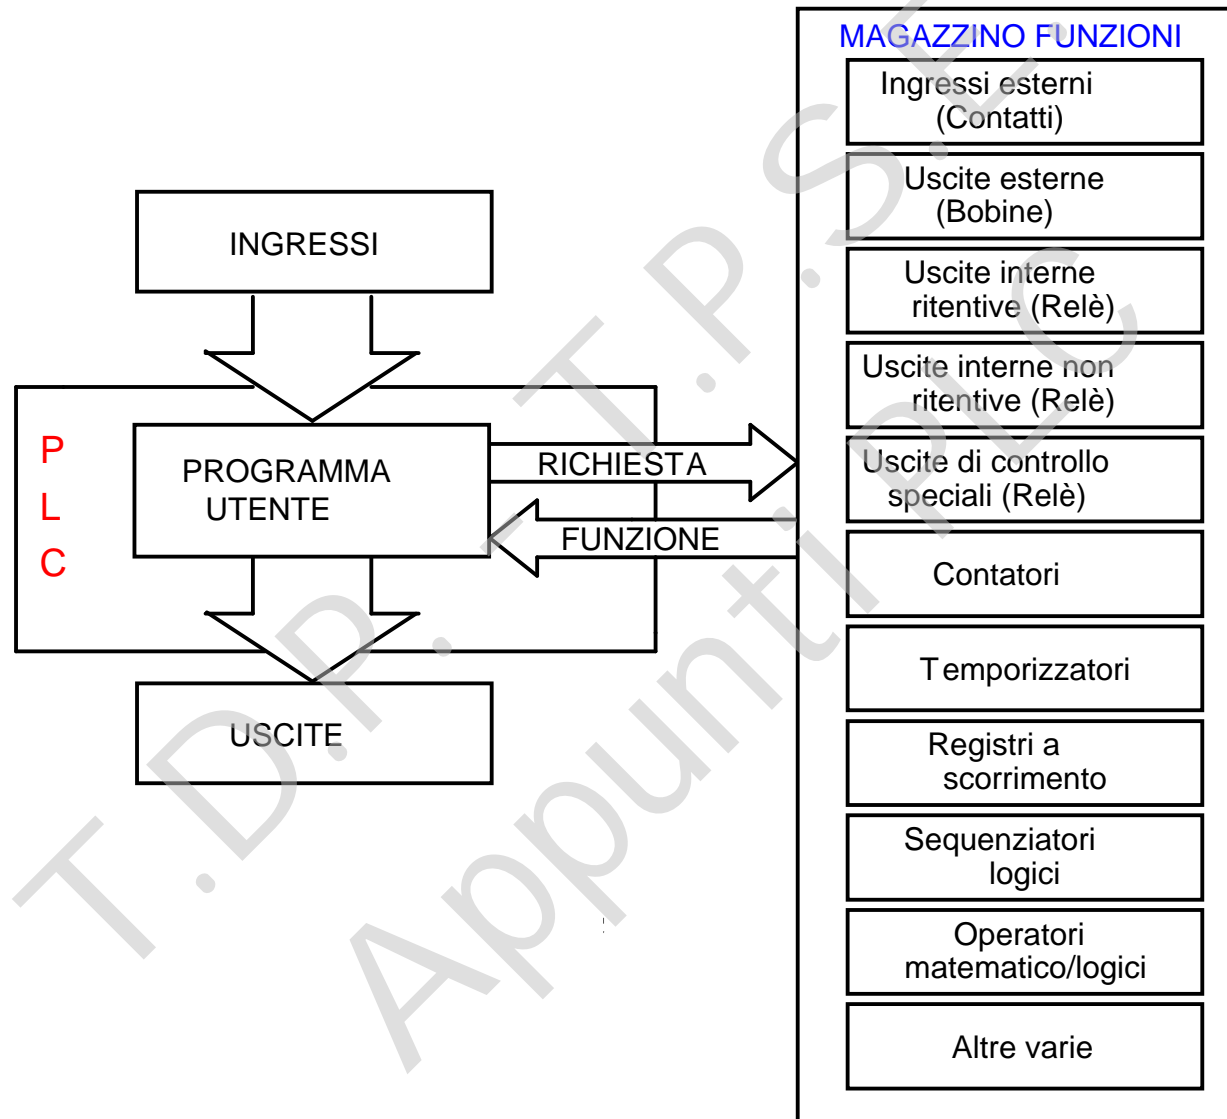 MAGAZZINO FUNZIONI
Ingressi esterni
(Contatti)
Uscite esterne
(Bobine)
Uscite interne
ritentive (Relè)
Uscite interne non
ritentive (Relè)
Uscite di controllo
speciali (Relè)
Contatori
Temporizzatori
Registri a
scorrimento
Sequenziatori
logici
Operatori
matematico/logici
Altre varie
INGRESSI
P
L
C
PROGRAMMA
UTENTE
RICHIESTA
FUNZIONE
USCITE
T.D.P. - T.P.S.E.
Appunti PLC